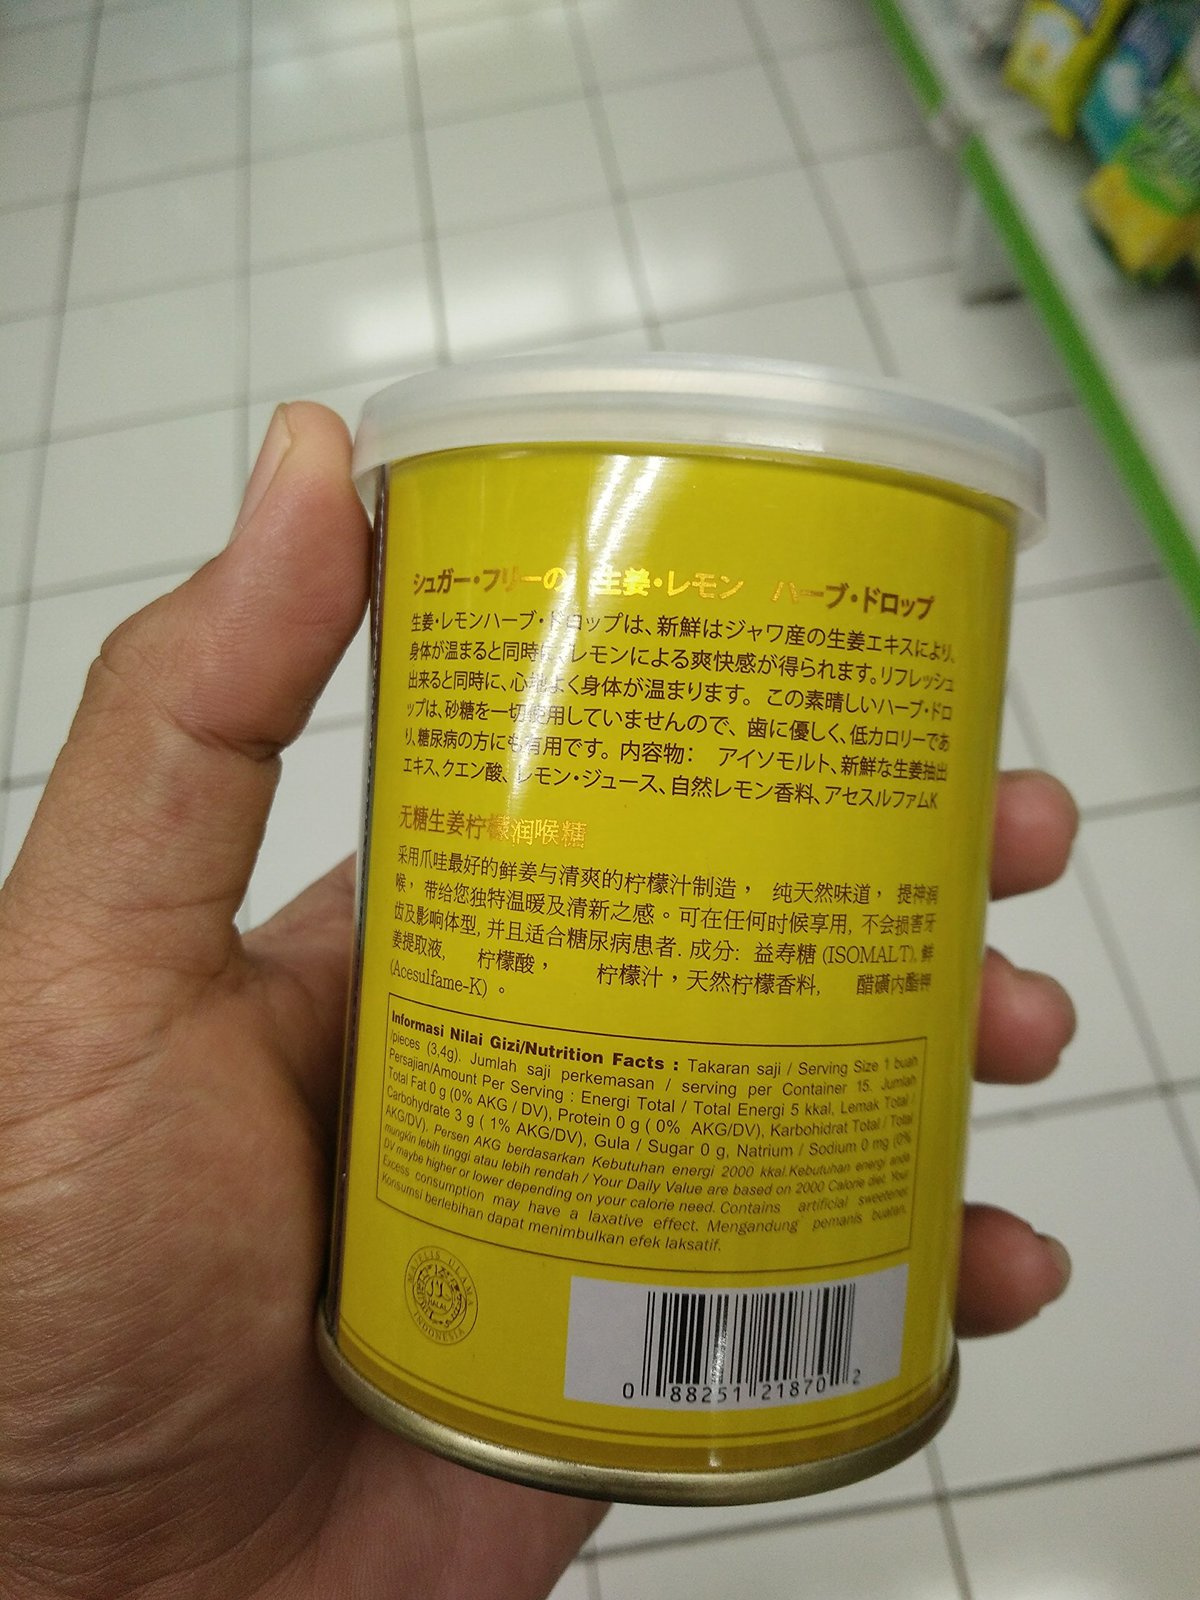 シュガー・フリーの 生姜・レモン ハーブ・ドロップ
生姜・レモンハーブ・ドロップは、新鮮はジャワ産の生姜エキスにより、
身体が温まると同時に、レモンによる爽快感が得られます。リフレッシュ
出来ると同時に、心地よく身体が温まります。この素晴しいハーブ・ドロ
ップは、砂糖を一切使用していませんので、歯に優しく、低カロリーであ
り、糖尿病の方にも有用です。内容物： アイソモルト、新鮮な生姜抽出
エキス、クエン酸、レモン・ジュース、自然レモン香料、アセスルファムK
无糖生姜柠檬润喉糖
采用爪哇最好的鲜姜与清爽的柠檬汁制造， 纯天然味道， 提神润
喉， 带给您独特温暖及清新之感。可在任何时候享用, 不会损害牙
齿及影响体型, 并且适合糖尿病患者. 成分: 益寿糖 (ISOMALT), 鲜
姜提取液, 柠檬酸， 柠檬汁，天然柠檬香料, 醋磺内酯钾
(Acesulfame-K) 。
Informasi Nilai Gizi/Nutrition Facts : Takaran saji / Serving Size 1 buah
/pieces (3,4g). Jumlah saji perkemasan / serving per Container 15. Jumlah
Persajian/Amount Per Serving : Energi Total / Total Energi 5 kkal, Lemak Total /
Total Fat 0 g (0% AKG / DV), Protein 0 g ( 0% AKG/DV), Karbohidrat Total / Total
Carbohydrate 3 g ( 1% AKG/DV), Gula / Sugar 0 g, Natrium / Sodium 0 mg (0%
AKG/DV). Persen AKG berdasarkan Kebutuhan energi 2000 kkal.Kebutuhan energi anda
mungkin lebih tinggi atau lebih rendah / Your Daily Value are based on 2000 Calorie diet. Your
DV maybe higher or lower depending on your calorie need. Contains artificial sweetener.
Excess consumption may have a laxative effect. Mengandung pemanis buatan.
Konsumsi berlebihan dapat menimbulkan efek laksatif.
MAJELIS ULAMA
HALAL
INDONESIA
0 88251 21870 2